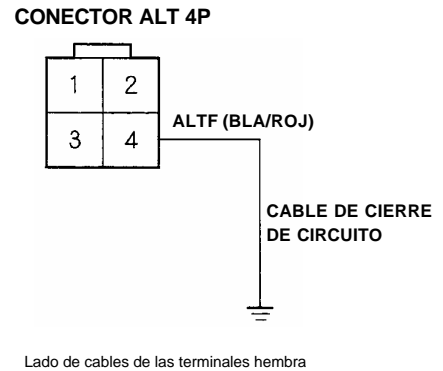 CONECTOR ALT 4P
1 2
3 4
ALTF (BLA/ROJ)
CABLE DE CIERRE
DE CIRCUITO
Lado de cables de las terminales hembra